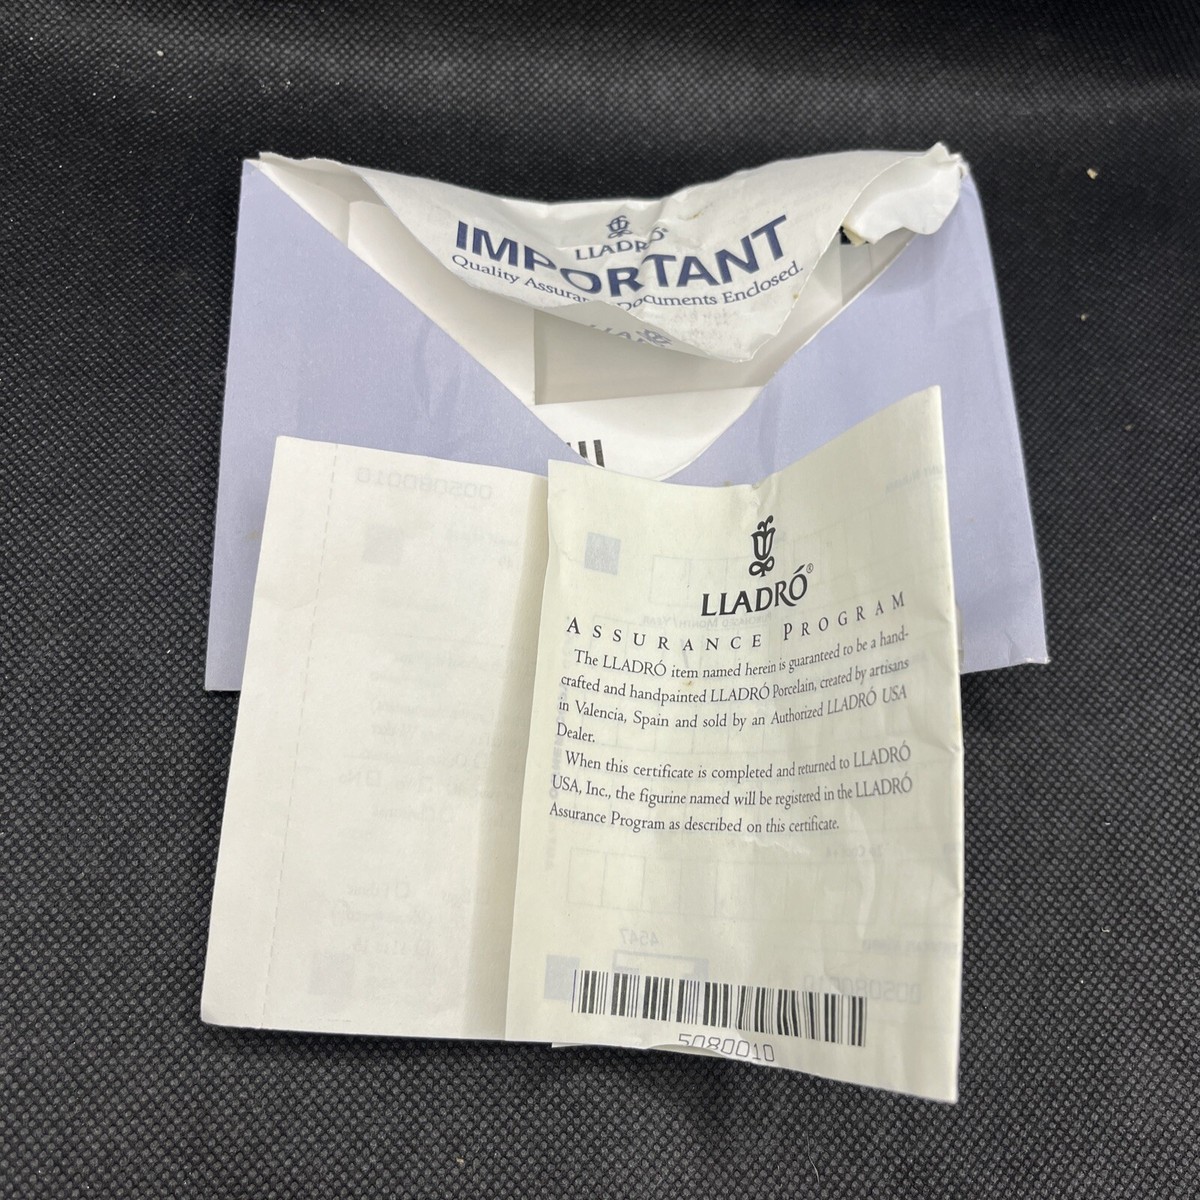 LLADRÓ®
IMPORTANT
Quality Assurance Documents Enclosed.
LLADRÓ®
ASSURANCE PROGRAM
The LLADRÓ item named herein is guaranteed to be a hand-
crafted and handpainted LLADRÓ Porcelain, created by artisans
in Valencia, Spain and sold by an Authorized LLADRÓ USA
Dealer.
When this certificate is completed and returned to LLADRÓ
USA, Inc., the figurine named will be registered in the LLADRÓ
Assurance Program as described on this certificate.
4547
5080010